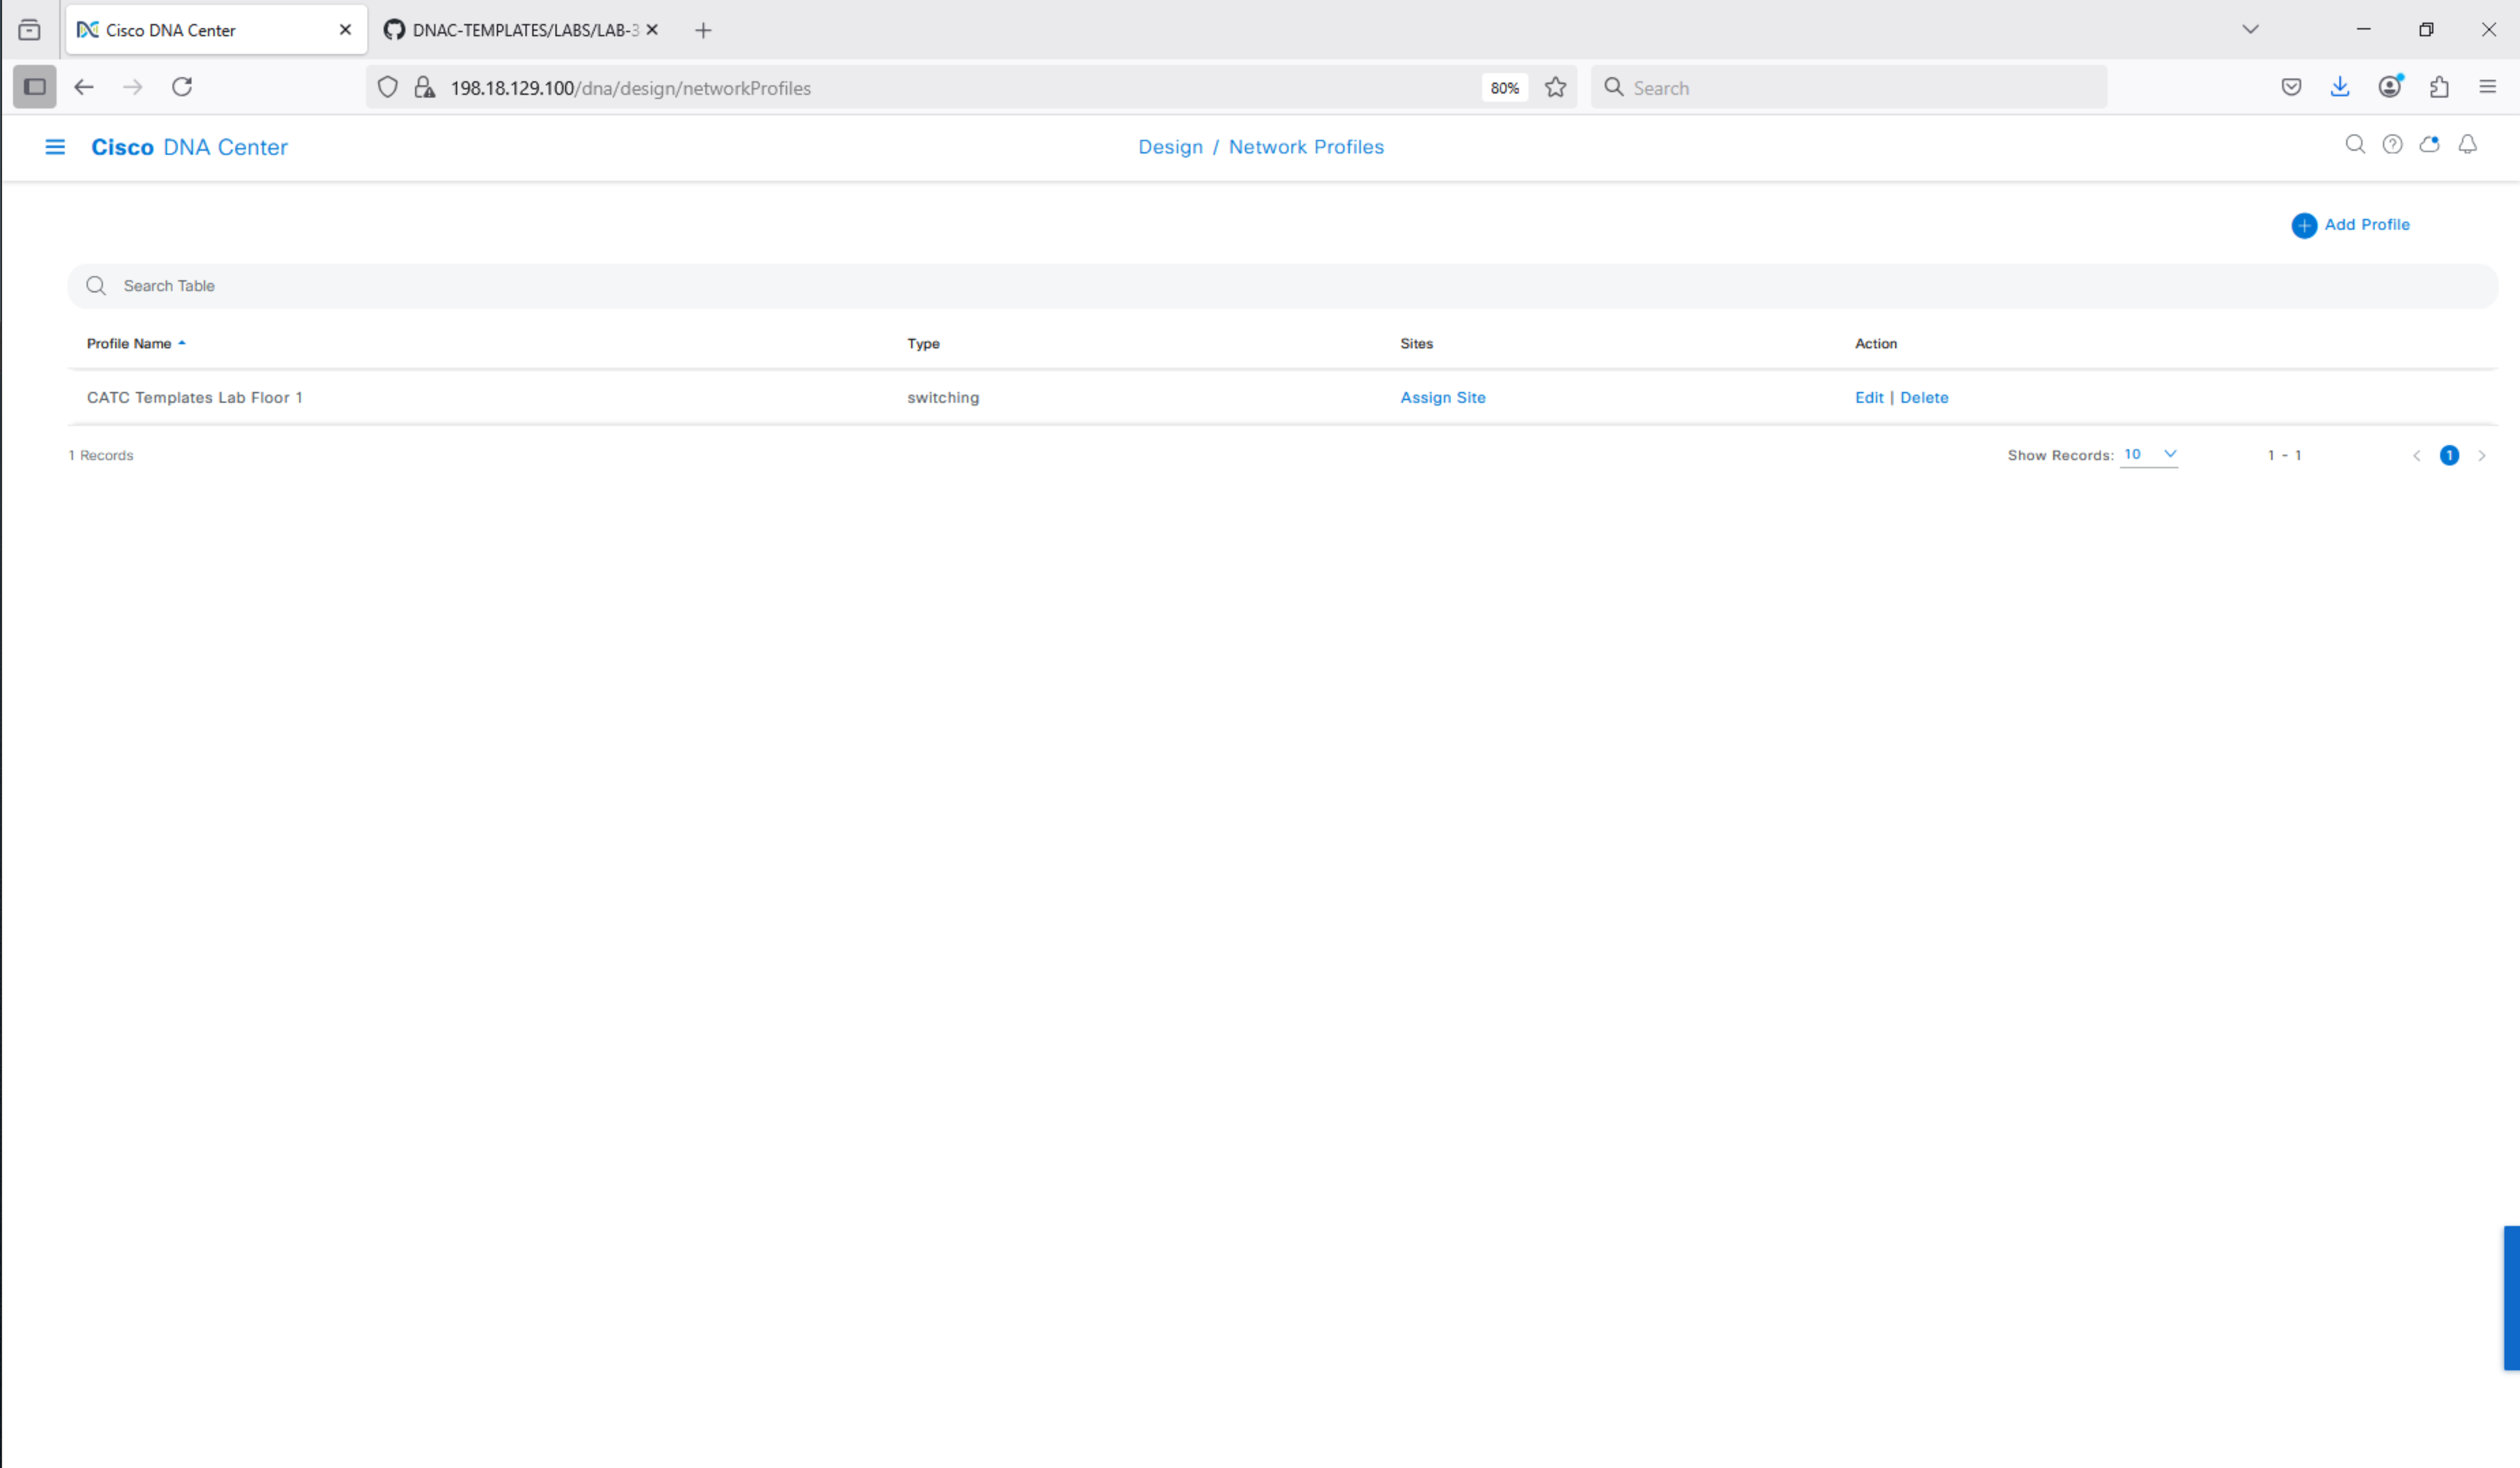 Cisco DNA Center
DNAC-TEMPLATES/LABS/LAB-3
198.18.129.100/dna/design/networkProfiles
80%
Search
Cisco DNA Center
Design / Network Profiles
Add Profile
Search Table
Profile Name Type Sites Action
CATC Templates Lab Floor 1 switching Assign Site Edit | Delete
1 Records Show Records: 10 1 - 1 1